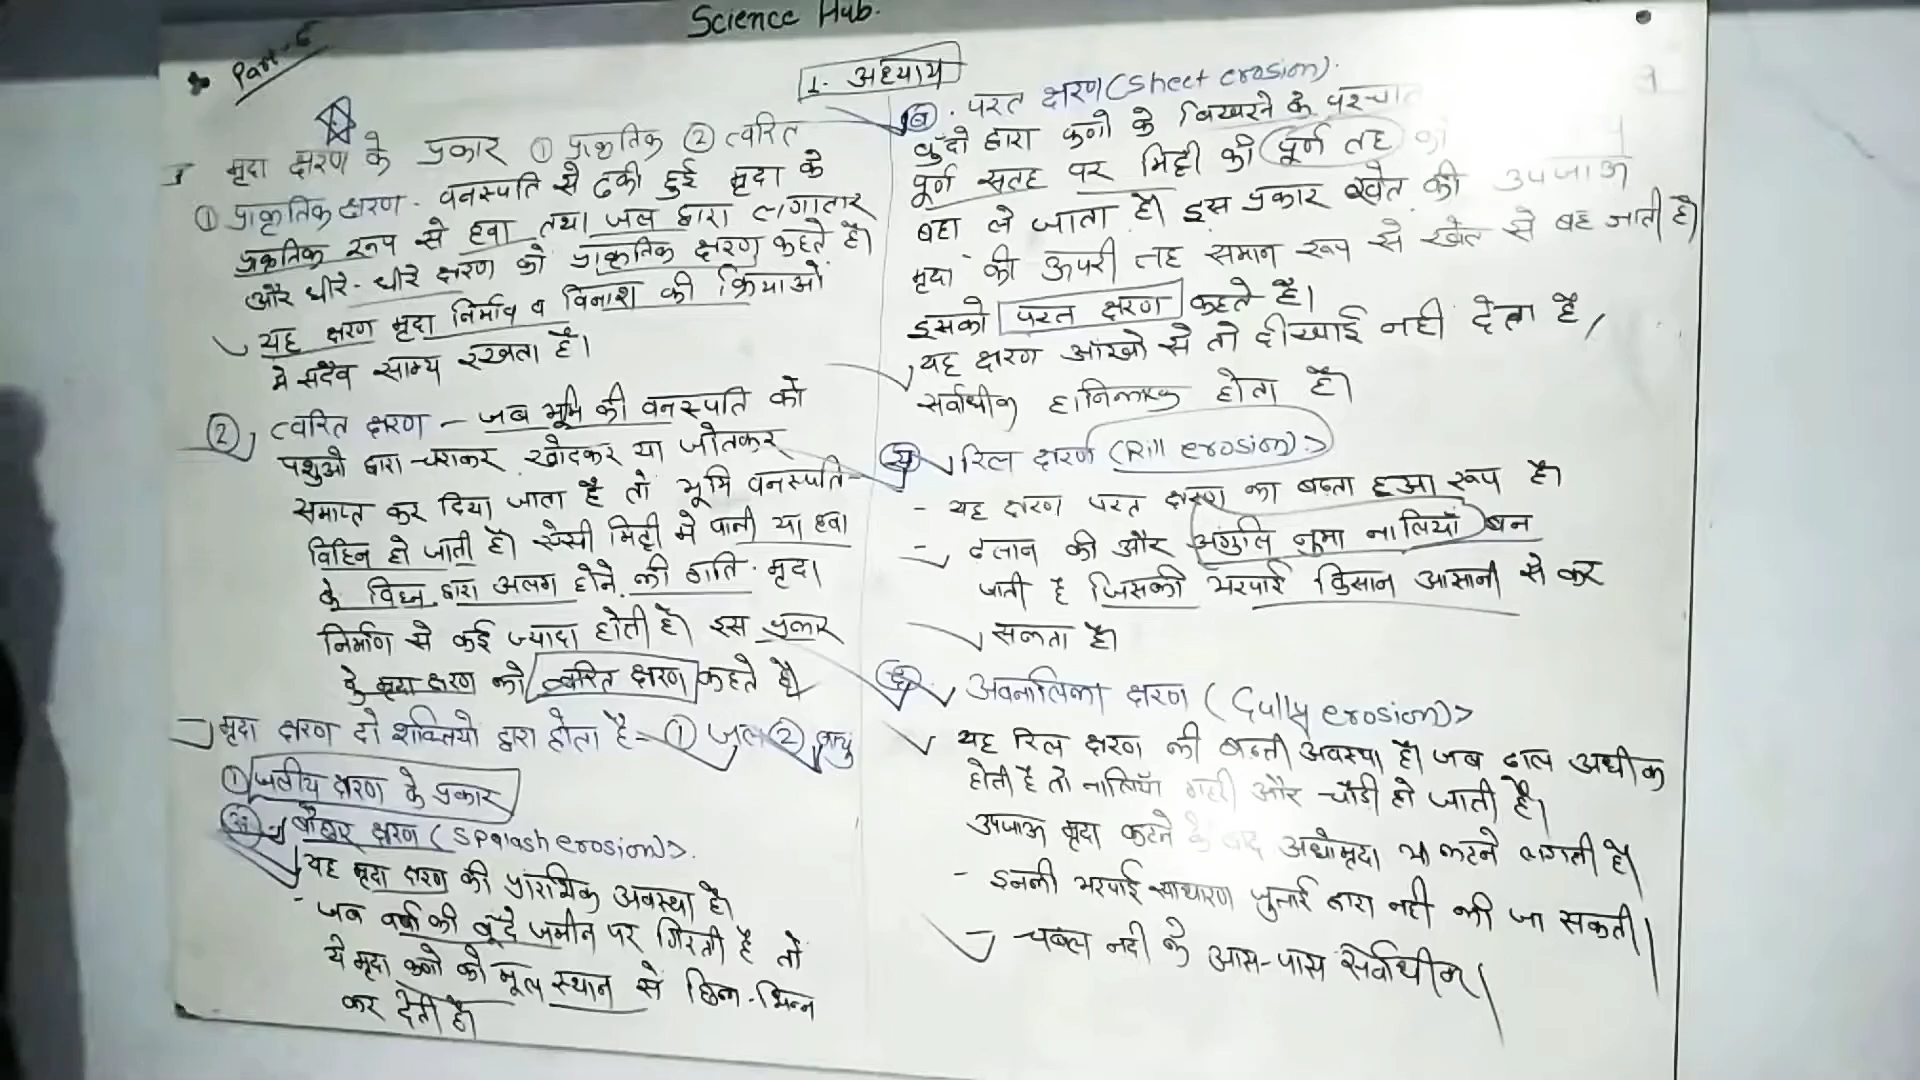 Science Hub.
Part-6
1. अध्याय
मृदा क्षरण के प्रकार ① प्राकृतिक ② त्वरित
① प्राकृतिक क्षरण - वनस्पति से ढकी हुई मृदा के
प्रकृतिक रूप से हवा तथा जल द्वारा लगातार
और धीरे-धीरे क्षरण को प्राकृतिक क्षरण कहते है।
यह क्षरण मृदा निर्माव व विनाश की क्रियाओं
मे सदैव साम्य रखता है।
② त्वरित क्षरण - जब भूमि की वनस्पति को
पशुओ द्वारा चराकर खोदकर या जोतकर
समाप्त कर दिया जाता है तो भूमि वनस्पति-
विहिन हो जाती है। ऐसी मिट्टी मे पानी या हवा
के विघ्न द्वारा अलग होने की गति मृदा
निर्माण से कई ज्यादा होती है। इस प्रकार
के मृदा क्षरण को त्वरित क्षरण कहते है।
मृदा क्षरण दो शक्तियो द्वारा होता है- ① जल ② वायु
① जलीय क्षरण के प्रकार
अ बौछार क्षरण (Spalash erosion)>.
यह मृदा क्षरण की प्रारंभिक अवस्था है।
- जब वर्षा की बूँदे जमीन पर गिरती है तो
ये मृदा कणो को मूल स्थान से छिन्न-भिन्न
कर देती है।
ब. परत क्षरण (Sheet erosion).
बुँदो द्वारा कणो के बिखरने के पश्चात
पूर्ण सतह पर मिट्टी की पूर्ण तह को
बहा ले जाता है। इस प्रकार खेत की उपजाऊ
मृदा की ऊपरी तह समान रूप से खेत से बह जाती है।
इसको परत क्षरण कहते है।
यह क्षरण आंखो से तो दीखाई नही देता है,
सर्वाधीक हानिकारक होता है।
स रिल क्षरण (Rill erosion):>
- यह क्षरण परत क्षरण का बढता हुआ रूप है।
- ढलान की और अंगुलि नुमा नालियाँ बन
जाती है जिसकी भरपाई किसान आसानी से कर
सकता है।
द अवनालिका क्षरण (Gully erosion)>
यह रिल क्षरण की बढती अवस्था है। जब ढाल अधीक
होती है तो नालियाँ गहरी और चौडी हो जाती है।
उपजाऊ मृदा कटने के बाद अधोमृदा भी कटने लगती है।
- इनकी भरपाई साधारण जुताई द्वारा नही की जा सकती।
- चम्बल नदी के आस-पास सर्वाधीक।